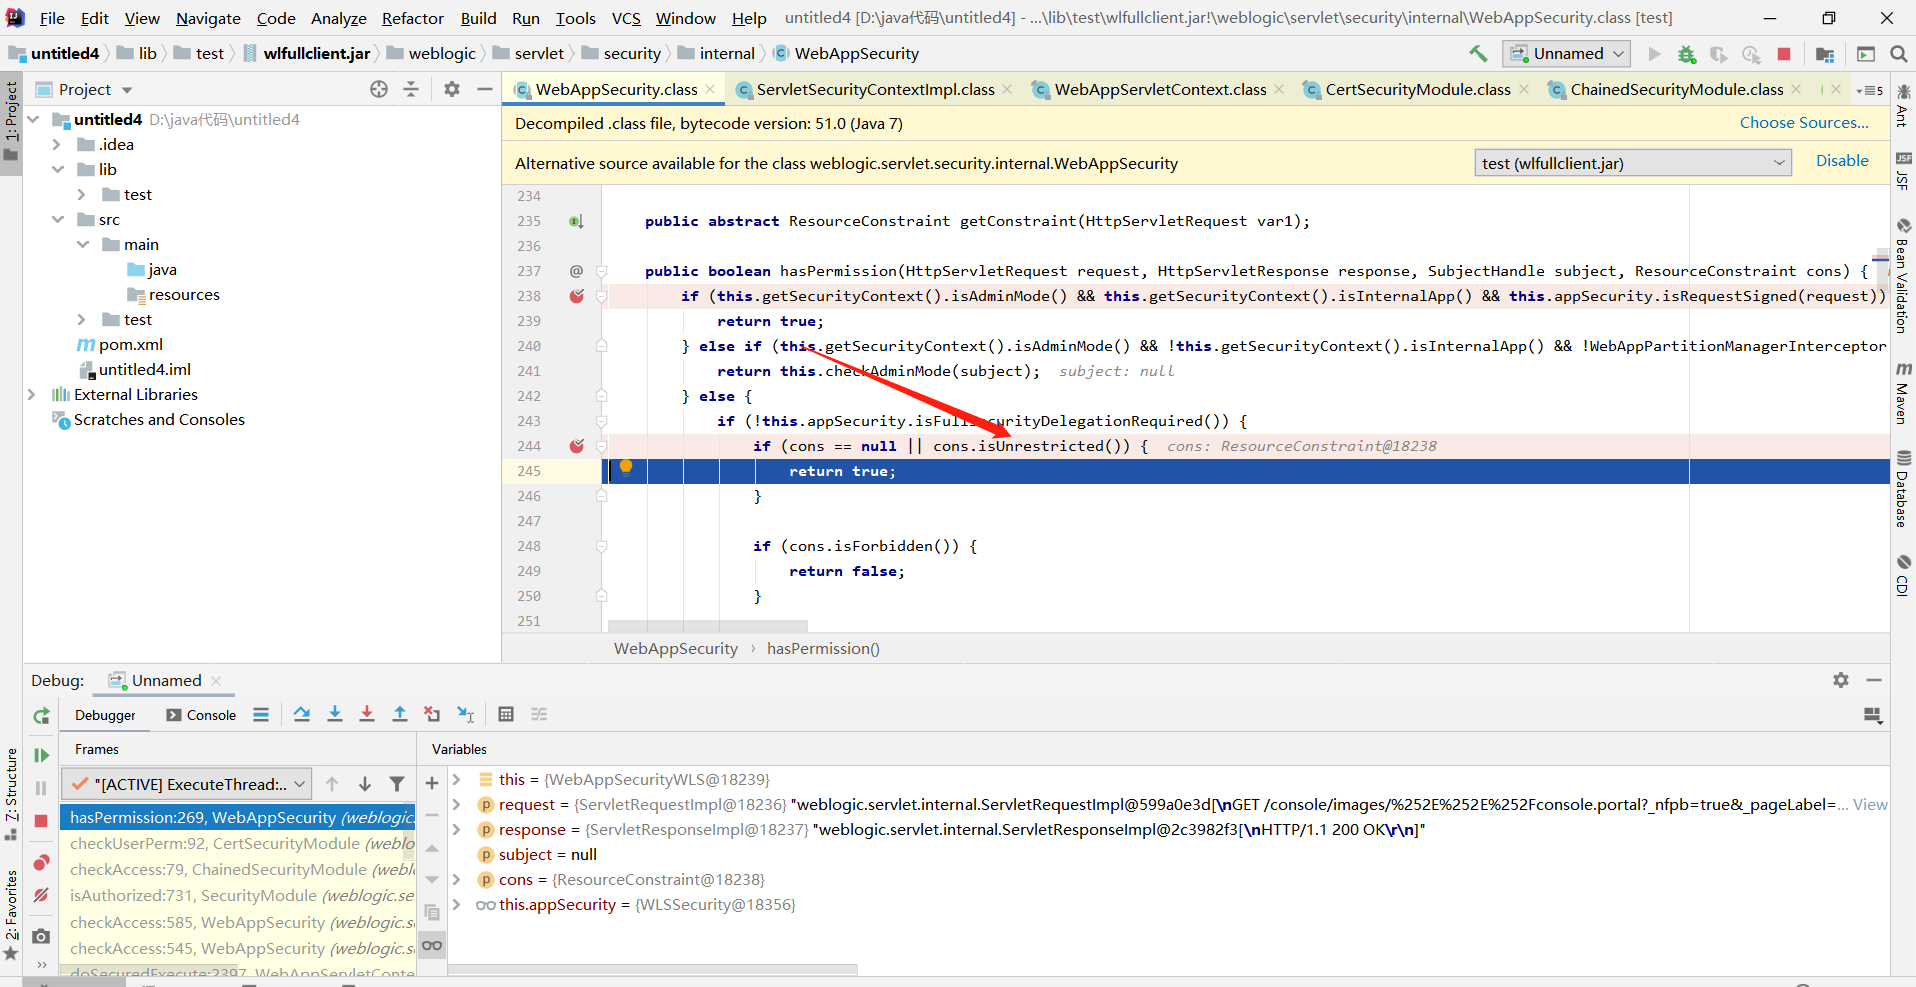 File Edit View Navigate Code Analyze Refactor Build Run Tools VCS Window Help untitled4 [D:\java代码\untitled4] - ...\lib\test\wlfullclient.jar!\weblogic\servlet\security\internal\WebAppSecurity.class [test]
untitled4 lib test wlfullclient.jar weblogic servlet security internal WebAppSecurity Unnamed
1: Project
Project
WebAppSecurity.class ServletSecurityContextImpl.class WebAppServletContext.class CertSecurityModule.class ChainedSecurityModule.class 5
untitled4 D:\java代码\untitled4
.idea
lib
test
src
main
java
resources
test
pom.xml
untitled4.iml
External Libraries
Scratches and Consoles
Decompiled .class file, bytecode version: 51.0 (Java 7) Choose Sources...
Alternative source available for the class weblogic.servlet.security.internal.WebAppSecurity test (wlfullclient.jar) Disable
234
235 public abstract ResourceConstraint getConstraint(HttpServletRequest var1);
236
237 @ public boolean hasPermission(HttpServletRequest request, HttpServletResponse response, SubjectHandle subject, ResourceConstraint cons) {
238 if (this.getSecurityContext().isAdminMode() && this.getSecurityContext().isInternalApp() && this.appSecurity.isRequestSigned(request))
239 return true;
240 } else if (this.getSecurityContext().isAdminMode() && !this.getSecurityContext().isInternalApp() && !WebAppPartitionManagerInterceptor
241 return this.checkAdminMode(subject); subject: null
242 } else {
243 if (!this.appSecurity.isFullSecurityDelegationRequired()) {
244 if (cons == null || cons.isUnrestricted()) { cons: ResourceConstraint@18238
245 return true;
246 }
247
248 if (cons.isForbidden()) {
249 return false;
250 }
251
WebAppSecurity › hasPermission()
Ant
JSF
JSF
Bean Validation
m
Maven
Database
CDI
Debug: Unnamed
Debugger Console
Frames Variables
"[ACTIVE] ExecuteThread:..
hasPermission:269, WebAppSecurity (weblogic.
checkUserPerm:92, CertSecurityModule (weblo
checkAccess:79, ChainedSecurityModule (webl
isAuthorized:731, SecurityModule (weblogic.se
checkAccess:585, WebAppSecurity (weblogic.s
checkAccess:545, WebAppSecurity (weblogic.s
doSecuredExecute:2397, WebAppServletConte
this = {WebAppSecurityWLS@18239}
request = {ServletRequestImpl@18236} "weblogic.servlet.internal.ServletRequestImpl@599a0e3d[\nGET /console/images/%252E%252E%252Fconsole.portal?_nfpb=true&_pageLabel=... View
response = {ServletResponseImpl@18237} "weblogic.servlet.internal.ServletResponseImpl@2c3982f3[\nHTTP/1.1 200 OK\r\n]"
subject = null
cons = {ResourceConstraint@18238}
this.appSecurity = {WLSSecurity@18356}
7: Structure
2: Favorites